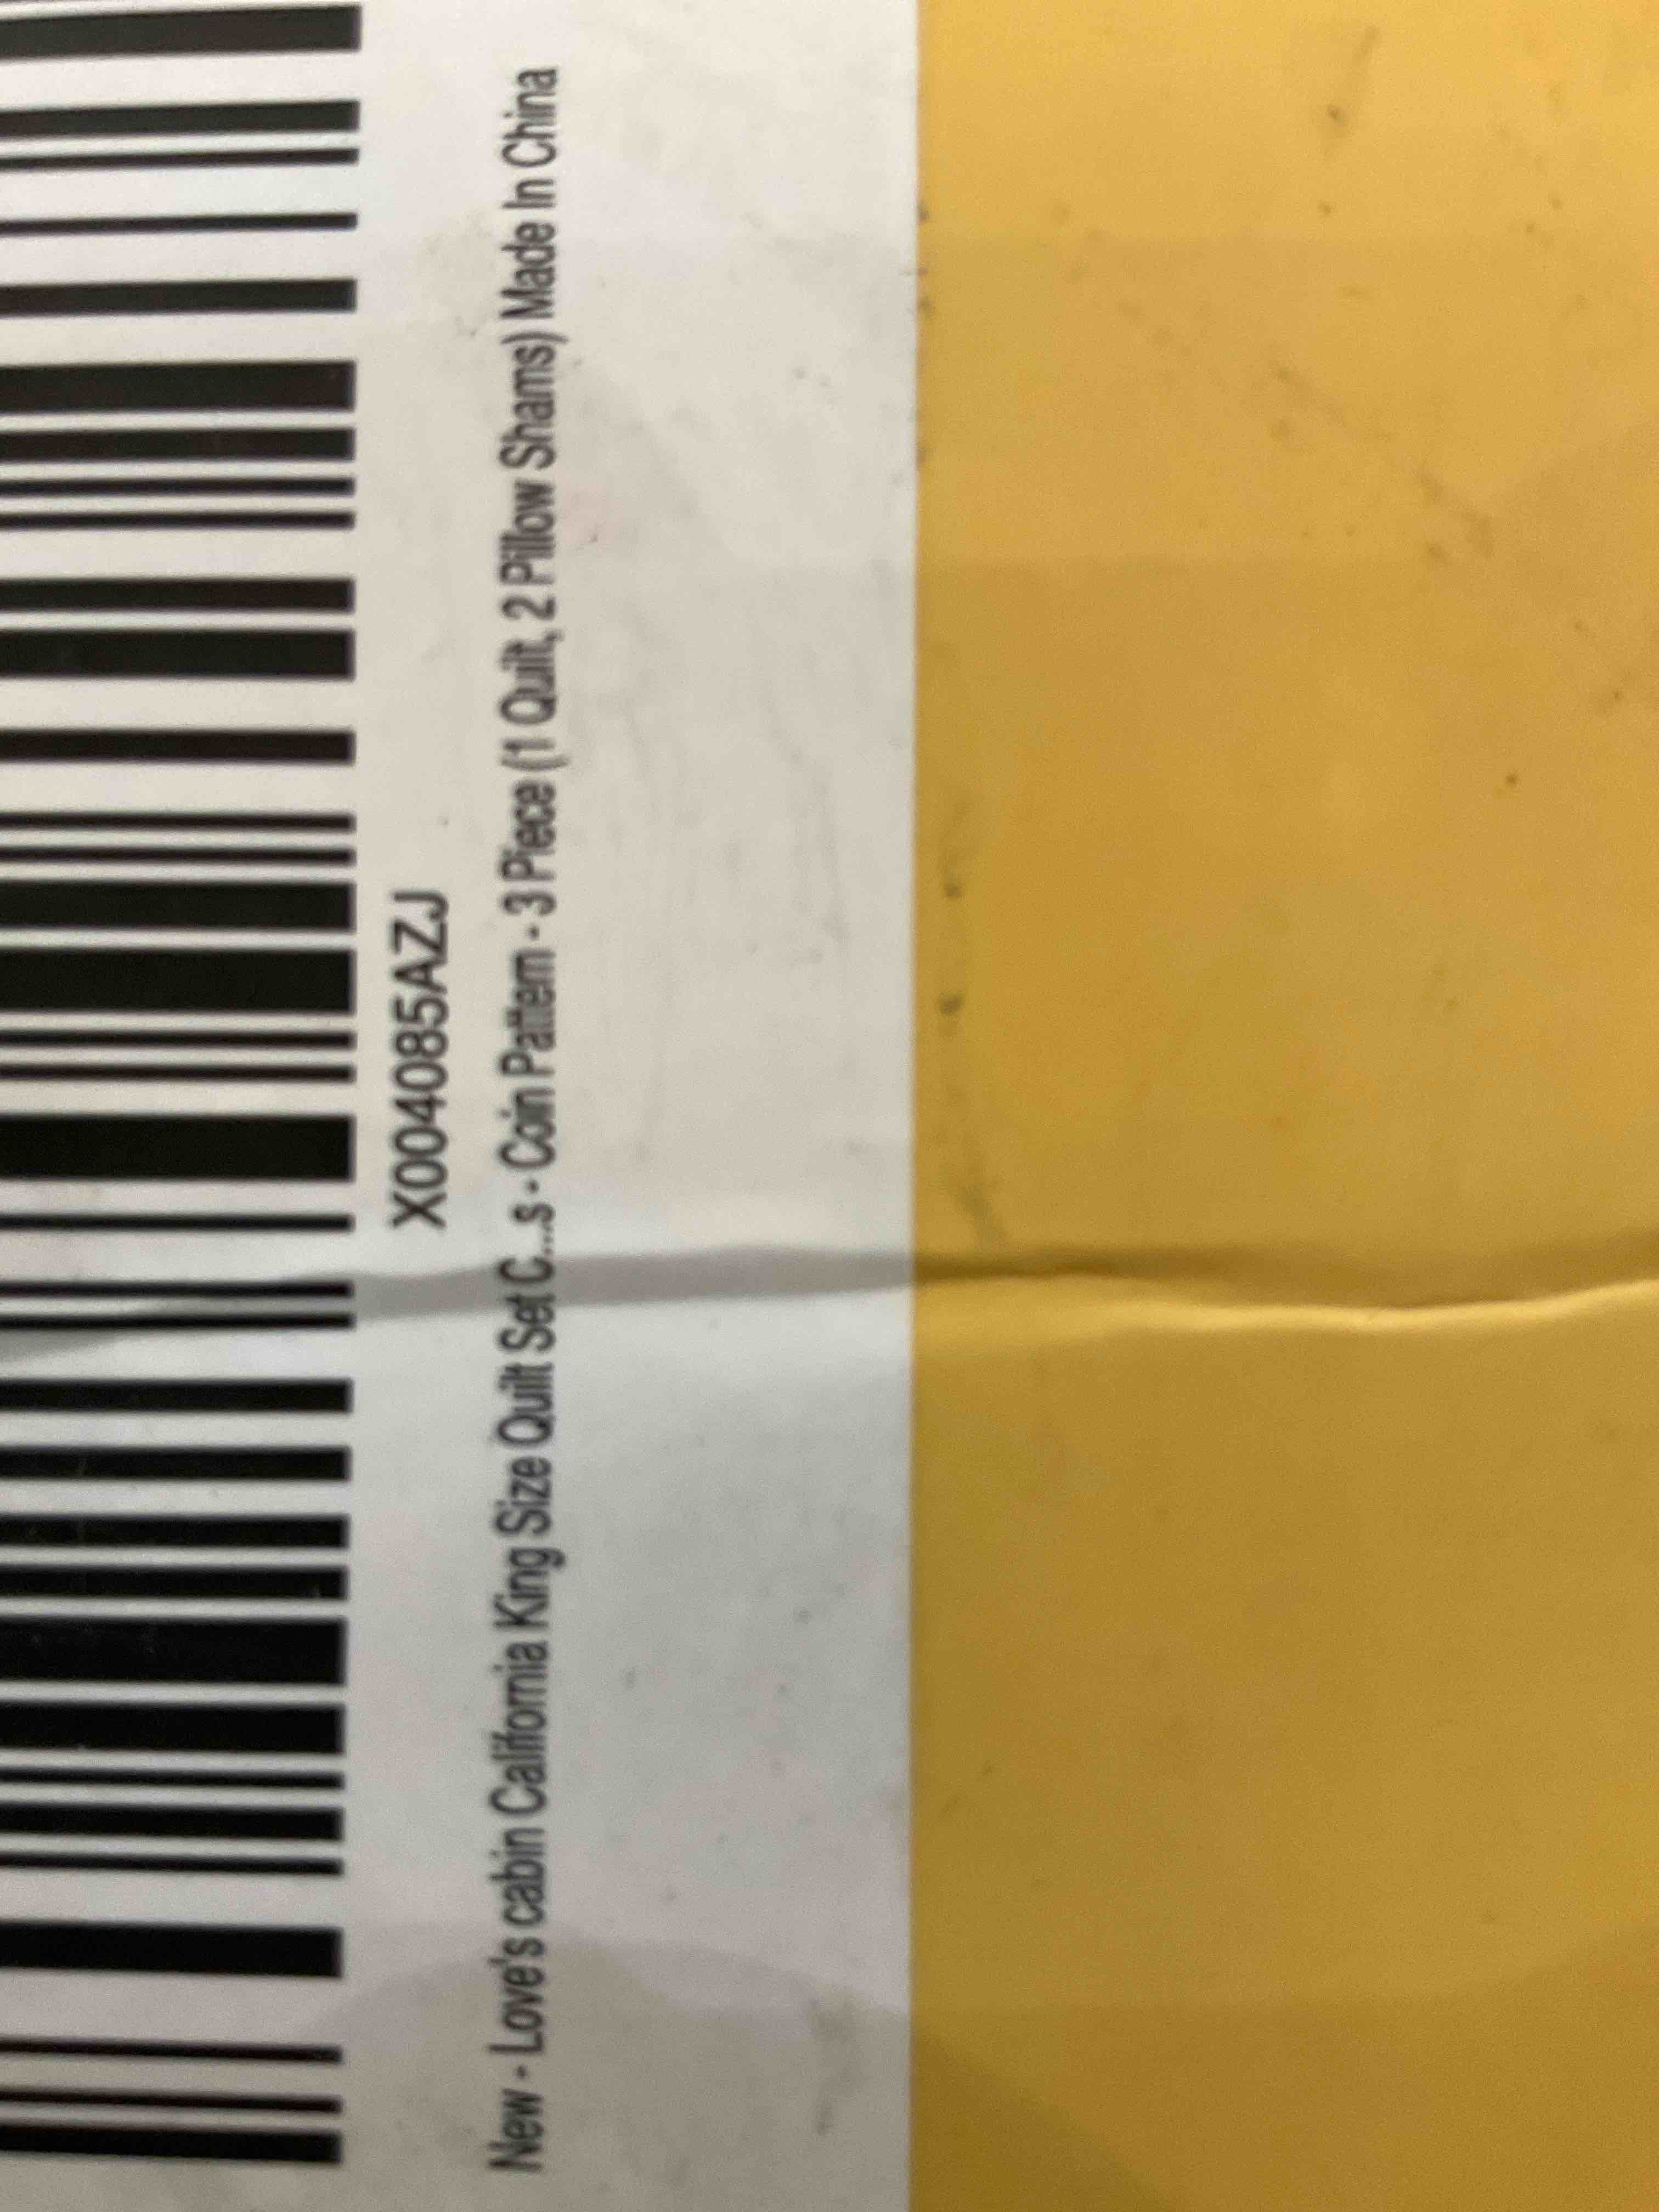 X004085AZJ
New - Love's cabin California King Size Quilt Set C...s - Coin Pattern - 3 Piece (1 Quilt, 2 Pillow Shams) Made In China